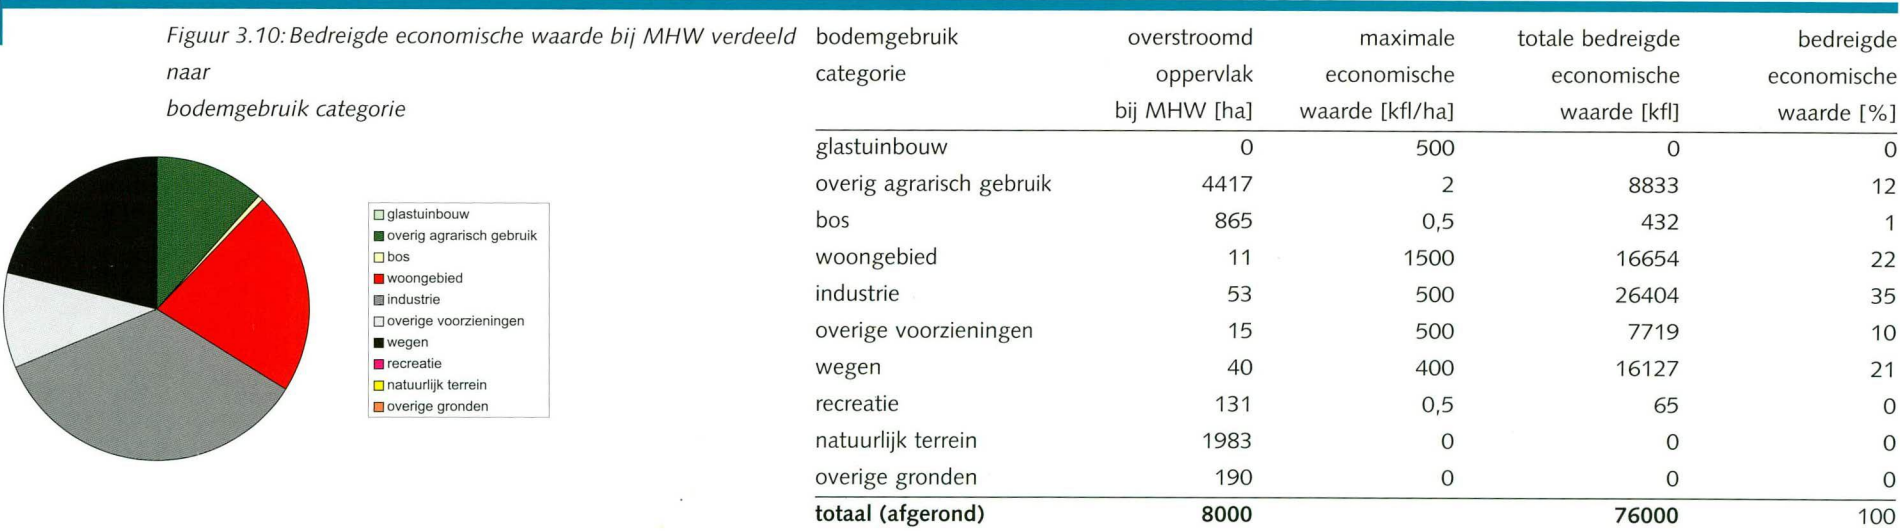 Figuur 3.10: Bedreigde economische waarde bij MHW verdeeld
naar
bodemgebruik categorie
glastuinbouw
overig agrarisch gebruik
bos
woongebied
industrie
overige voorzieningen
wegen
recreatie
natuurlijk terrein
overige gronden
bodemgebruik overstroomd maximale totale bedreigde bedreigde
categorie oppervlak economische economische economische
bij MHW [ha] waarde [kfl/ha] waarde [kfl] waarde [%]
glastuinbouw 0 500 0 0
overig agrarisch gebruik 4417 2 8833 12
bos 865 0,5 432 1
woongebied 11 1500 16654 22
industrie 53 500 26404 35
overige voorzieningen 15 500 7719 10
wegen 40 400 16127 21
recreatie 131 0,5 65 0
natuurlijk terrein 1983 0 0 0
overige gronden 190 0 0 0
totaal (afgerond) 8000 76000 100